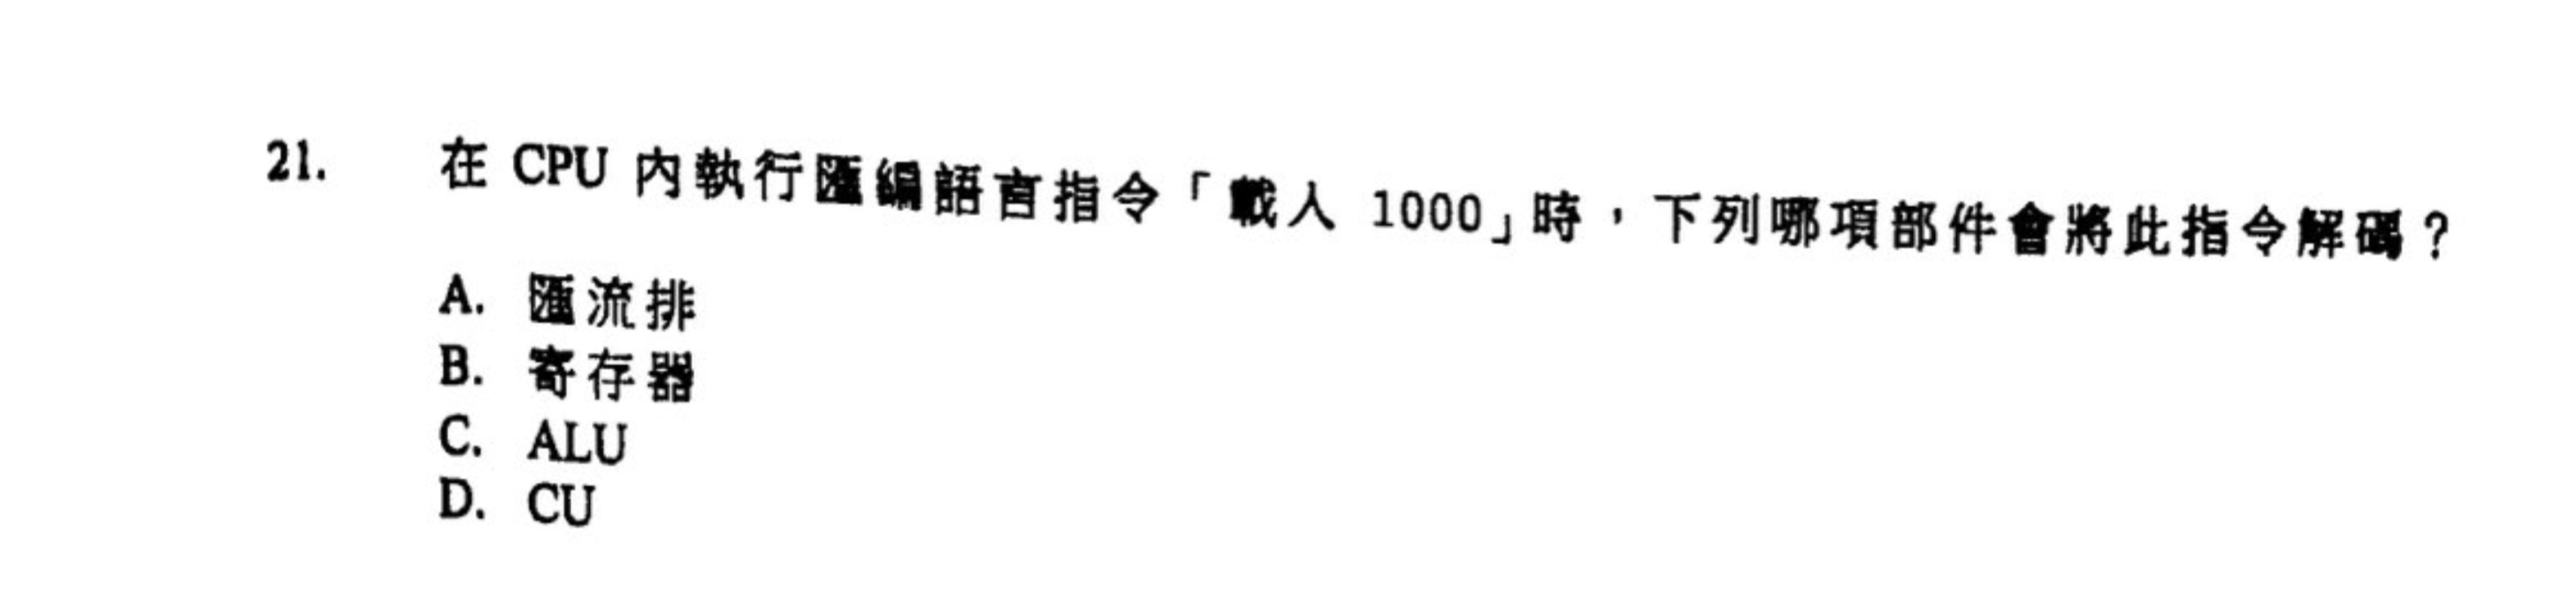 21. 在 CPU 內執行匯編語言指令「載入 1000」時，下列哪項部件會將此指令解碼？
A. 匯流排
B. 寄存器
C. ALU
D. CU